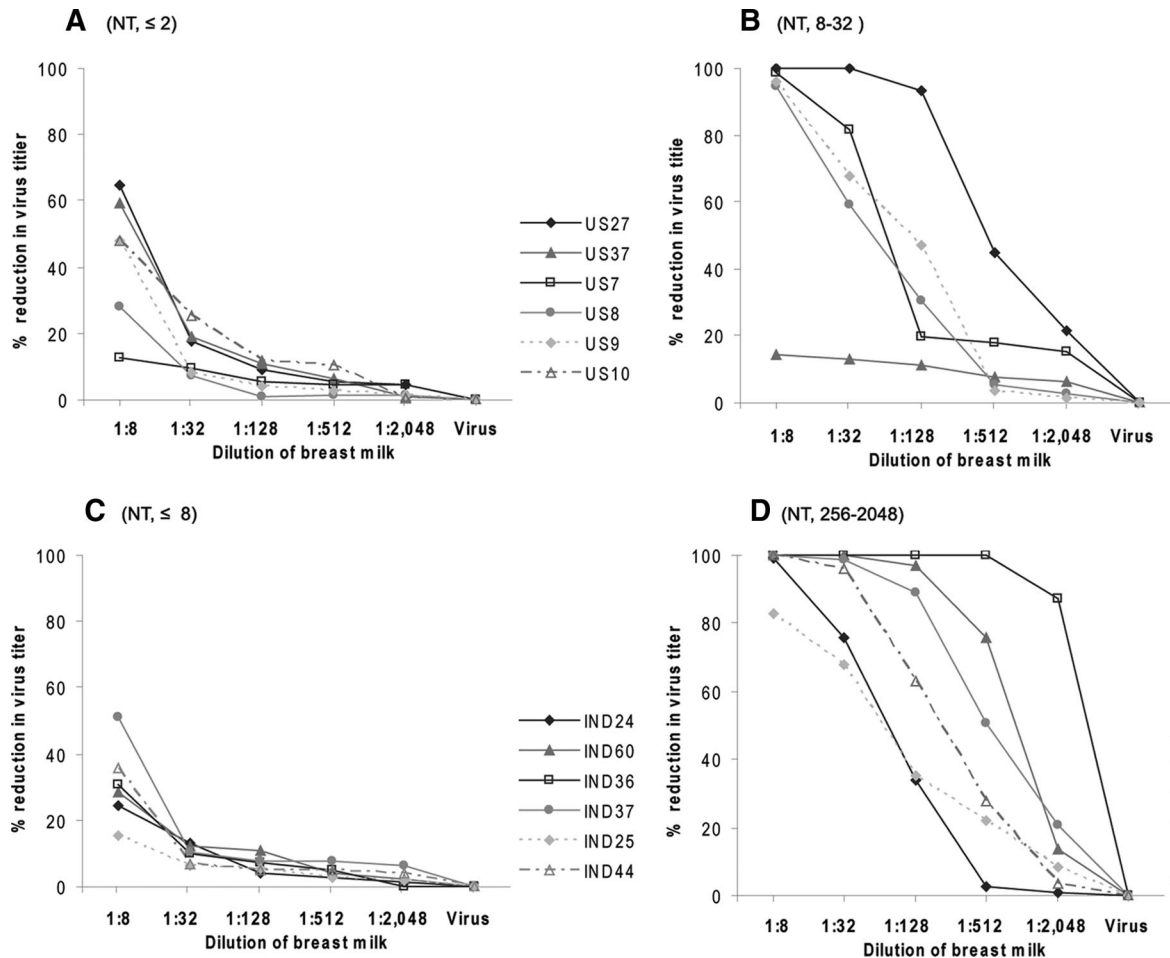 A (NT, ≤ 2)
% reduction in virus titier
100
80
60
40
20
0
1:8 1:32 1:128 1:512 1:2,048 Virus
Dilution of breast milk
US27
US37
US7
US8
US9
US10
B (NT, 8-32 )
% reduction in virus titie
100
80
60
40
20
0
1:8 1:32 1::128 1:512 1:2,048 Virus
Dilution of breast milk
C (NT, ≤ 8)
% reduction in virus titer
100
80
60
40
20
0
1:8 1:32 1:128 1:512 1:2,048 Virus
Dilution of breast milk
IND24
IND60
IND36
IND37
IND25
IND44
D (NT, 256-2048)
% reduction in virus titer
100
80
60
40
20
0
1:8 1:32 1:128 1:512 1:2,048 Virus
Dilution of breast milk